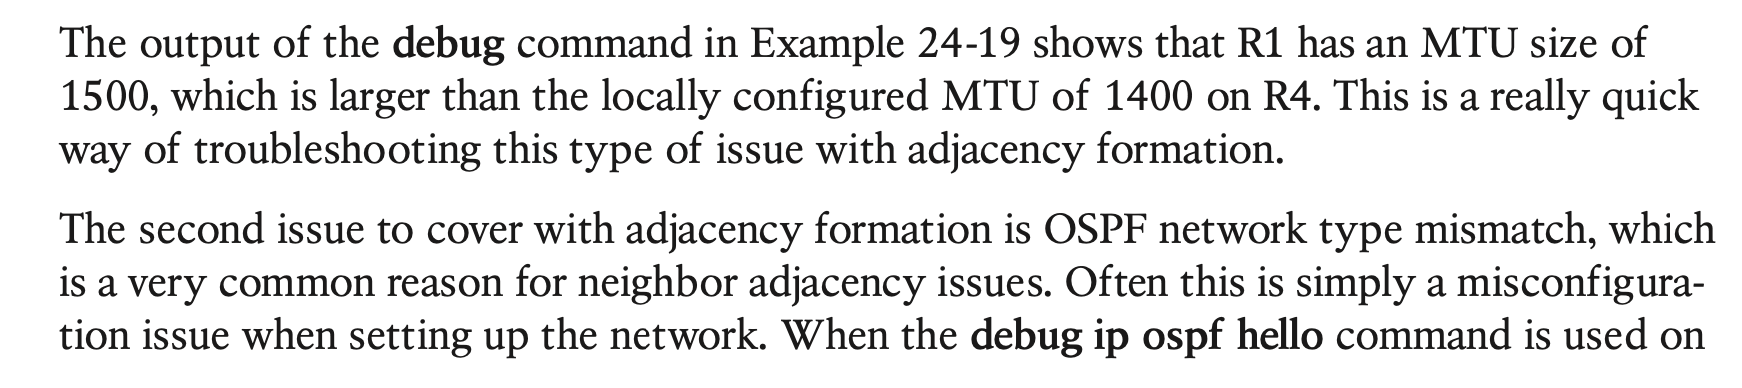 The output of the debug command in Example 24-19 shows that R1 has an MTU size of
1500, which is larger than the locally configured MTU of 1400 on R4. This is a really quick
way of troubleshooting this type of issue with adjacency formation.
The second issue to cover with adjacency formation is OSPF network type mismatch, which
is a very common reason for neighbor adjacency issues. Often this is simply a misconfigura-
tion issue when setting up the network. When the debug ip ospf hello command is used on